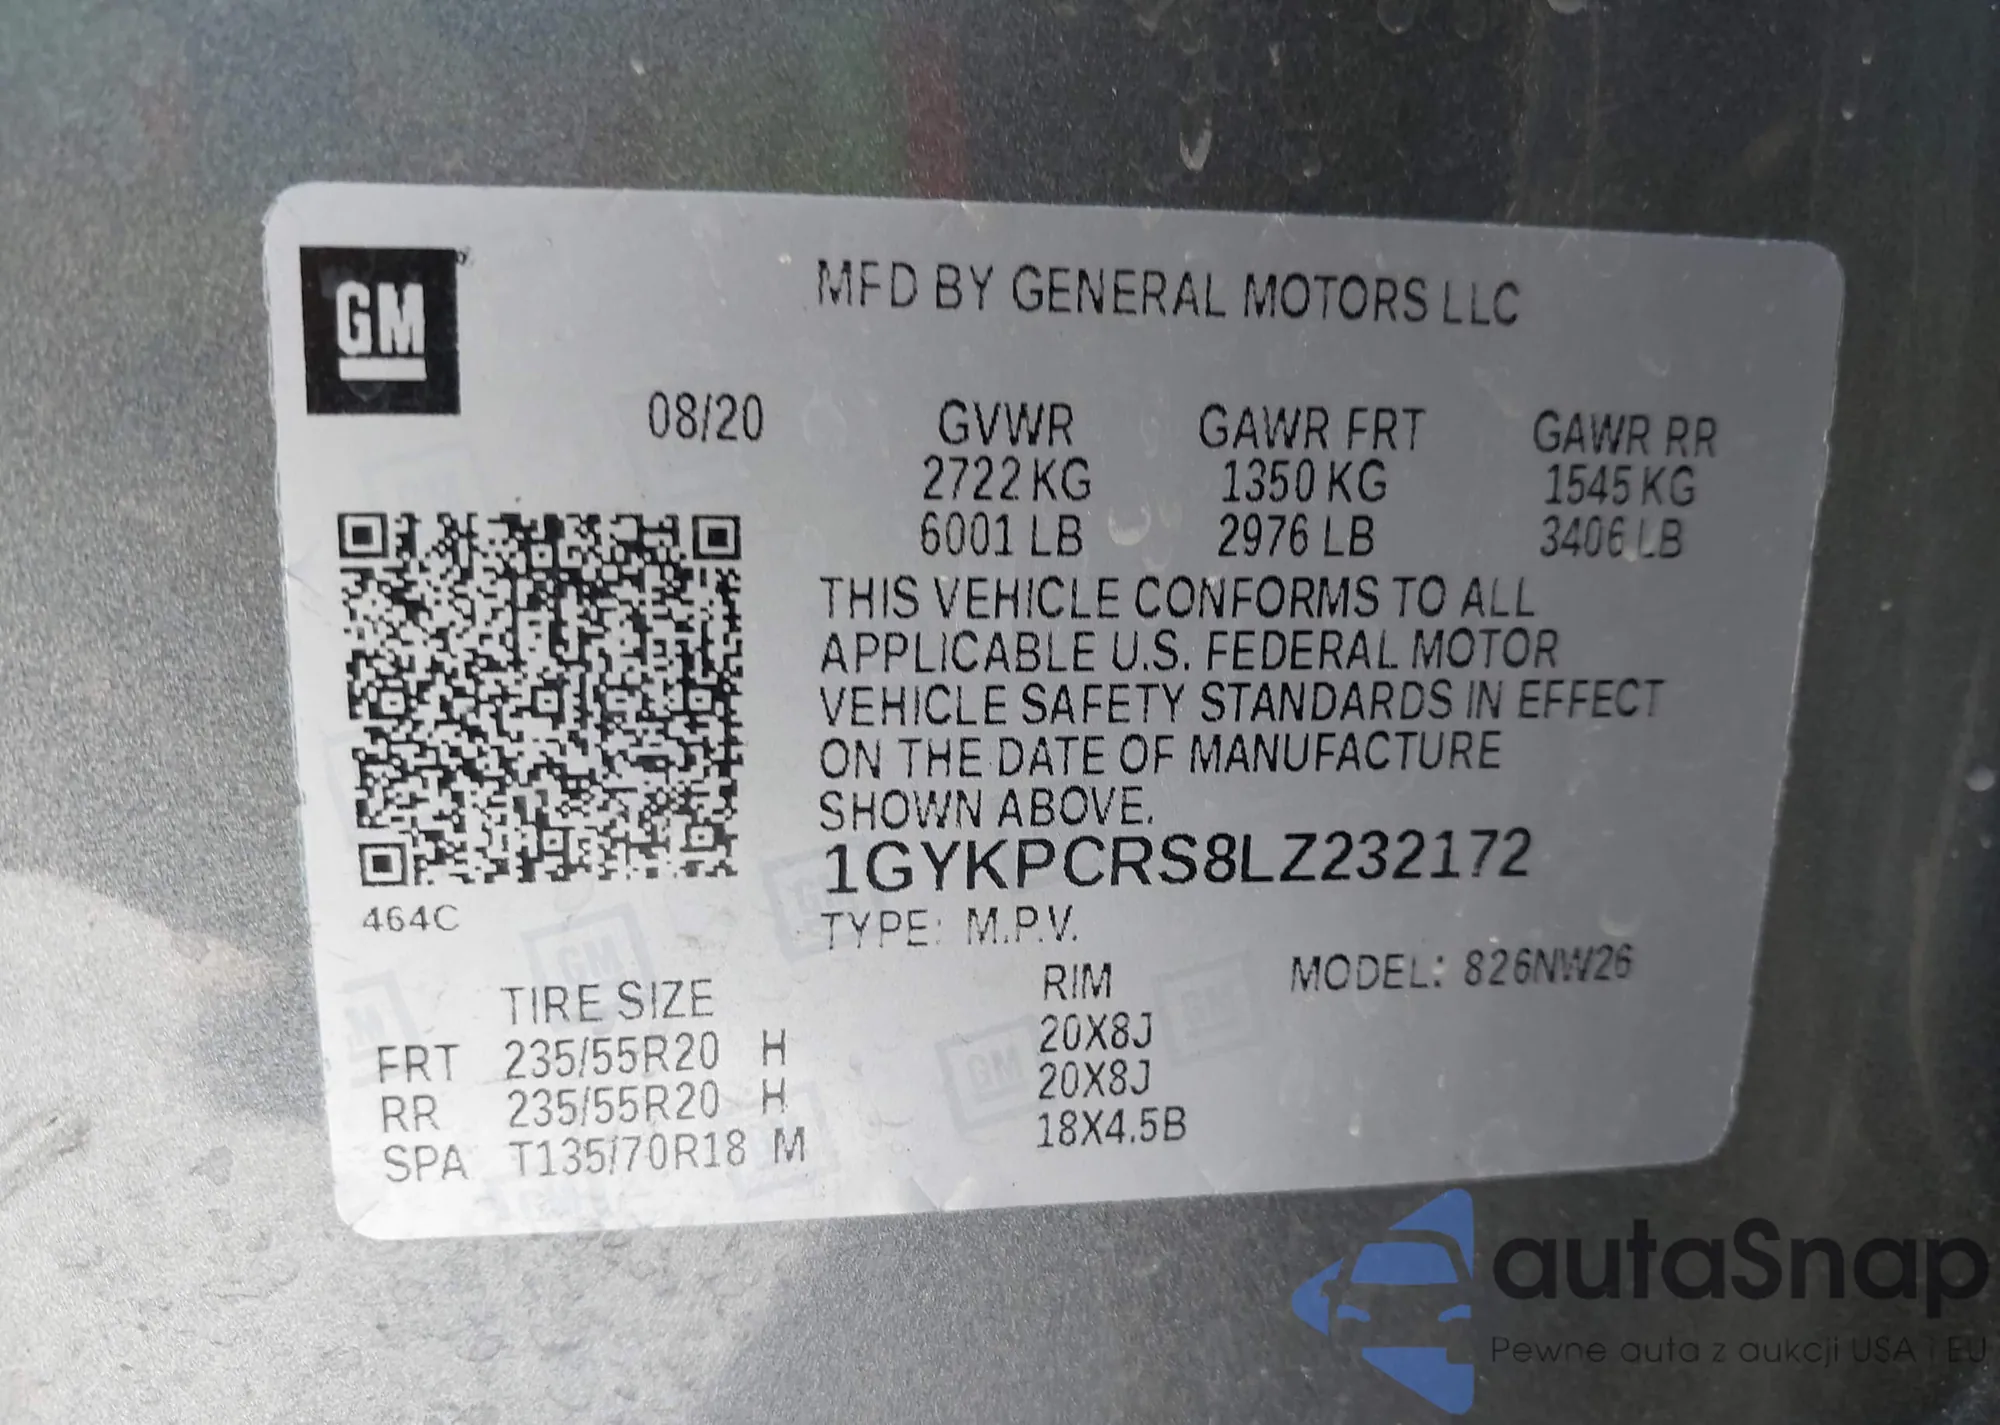 GM
MFD BY GENERAL MOTORS LLC
08/20 GVWR GAWR FRT GAWR RR
2722 KG 1350 KG 1545 KG
6001 LB 2976 LB 3406 LB
THIS VEHICLE CONFORMS TO ALL
APPLICABLE U.S. FEDERAL MOTOR
VEHICLE SAFETY STANDARDS IN EFFECT
ON THE DATE OF MANUFACTURE
SHOWN ABOVE.
1GYKPCRS8LZ232172
464C
TYPE: M.P.V.
TIRE SIZE RIM MODEL: 826NW26
FRT 235/55R20 H 20X8J
RR 235/55R20 H 20X8J
SPA T135/70R18 M 18X4.5B
GM
GM
autaSnap
Pewne auta z aukcji USA i EU